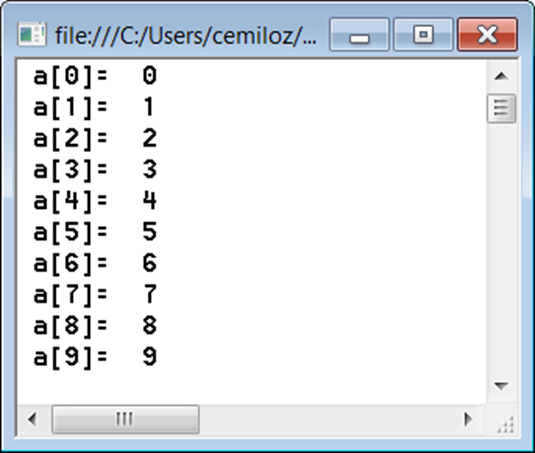 file:///C:/Users/cemiloz/...
a[0]=  0
a[1]=  1
a[2]=  2
a[3]=  3
a[4]=  4
a[5]=  5
a[6]=  6
a[7]=  7
a[8]=  8
a[9]=  9